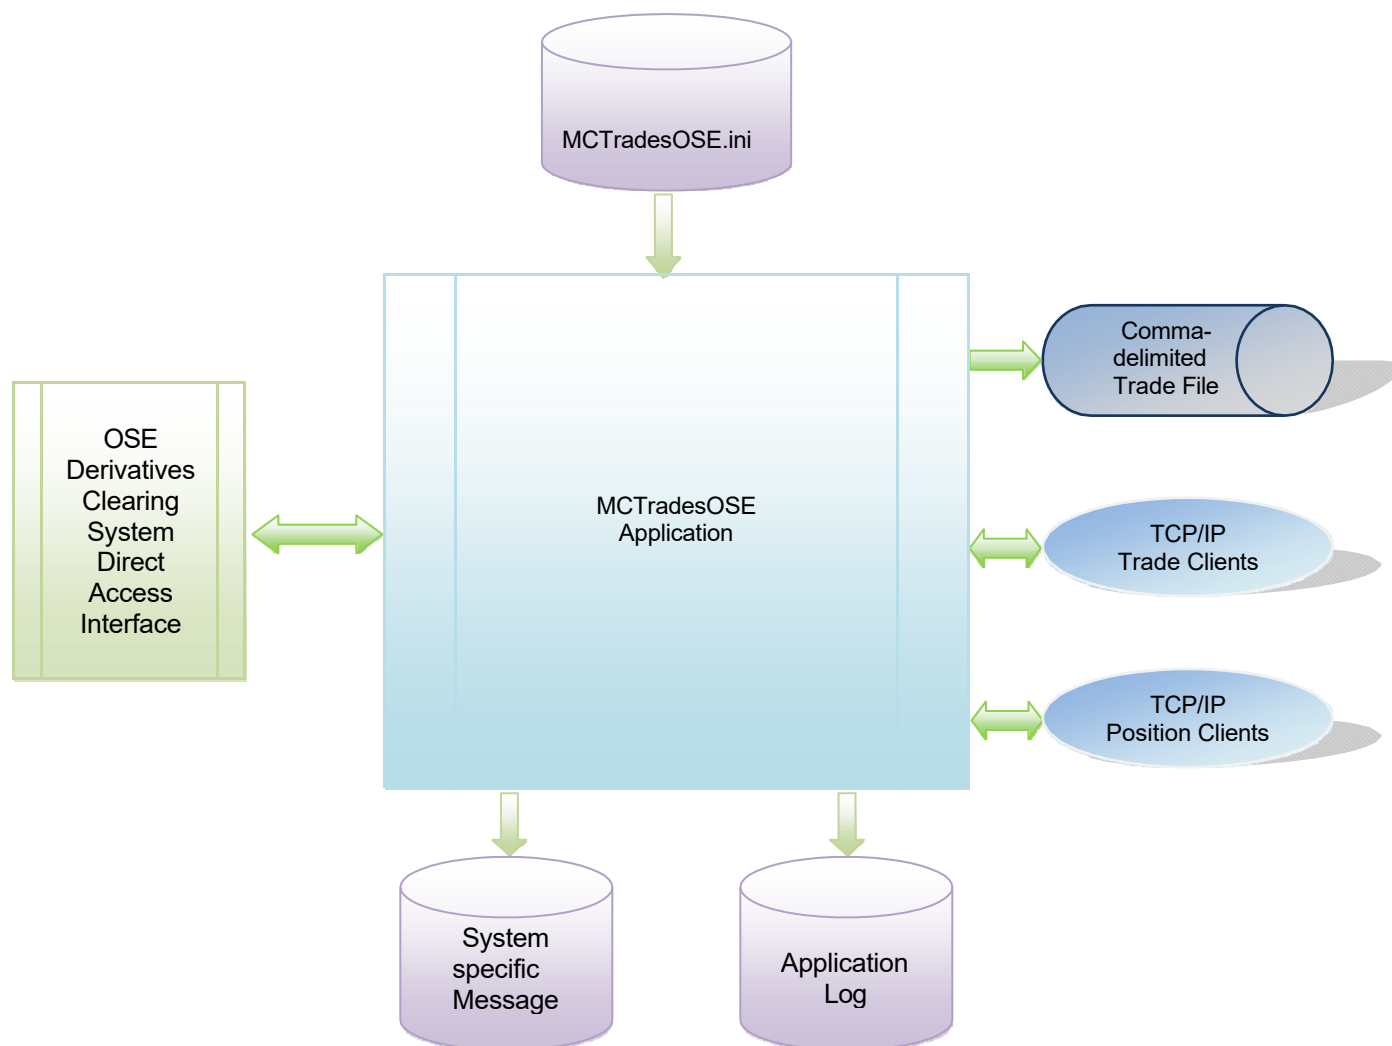 MCTradesOSE.ini
Comma-
delimited
Trade File
OSE
Derivatives
Clearing
System
Direct
Access
Interface
MCTradesOSE
Application
TCP/IP
Trade Clients
TCP/IP
Position Clients
System
specific
Message
Application
Log